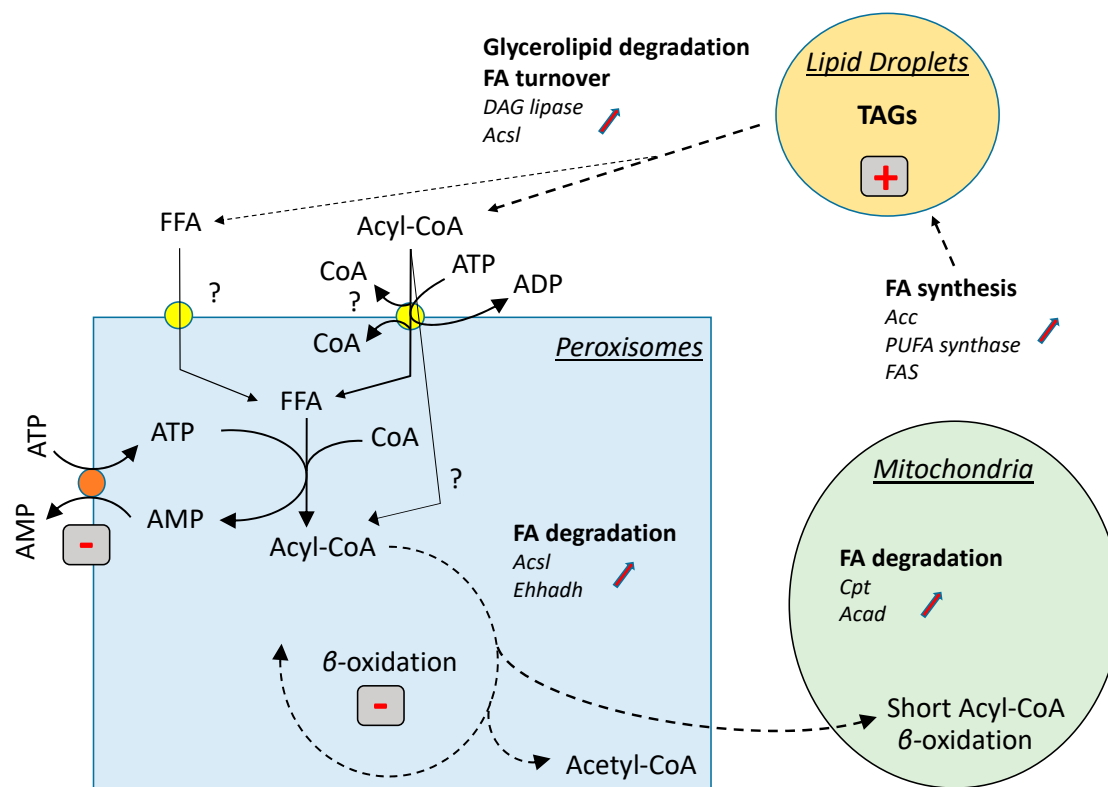 Glycerolipid degradation
FA turnover
DAG lipase
Acsl
Lipid Droplets
TAGs
+
FFA
Acyl-CoA
CoA
ATP
ADP
?
?
CoA
FA synthesis
Acc
PUFA synthase
FAS
Peroxisomes
FFA
ATP
ATP
CoA
?
AMP
AMP
-
Acyl-CoA
FA degradation
Acsl
Ehhadh
β-oxidation
-
Acetyl-CoA
Mitochondria
FA degradation
Cpt
Acad
Short Acyl-CoA
β-oxidation